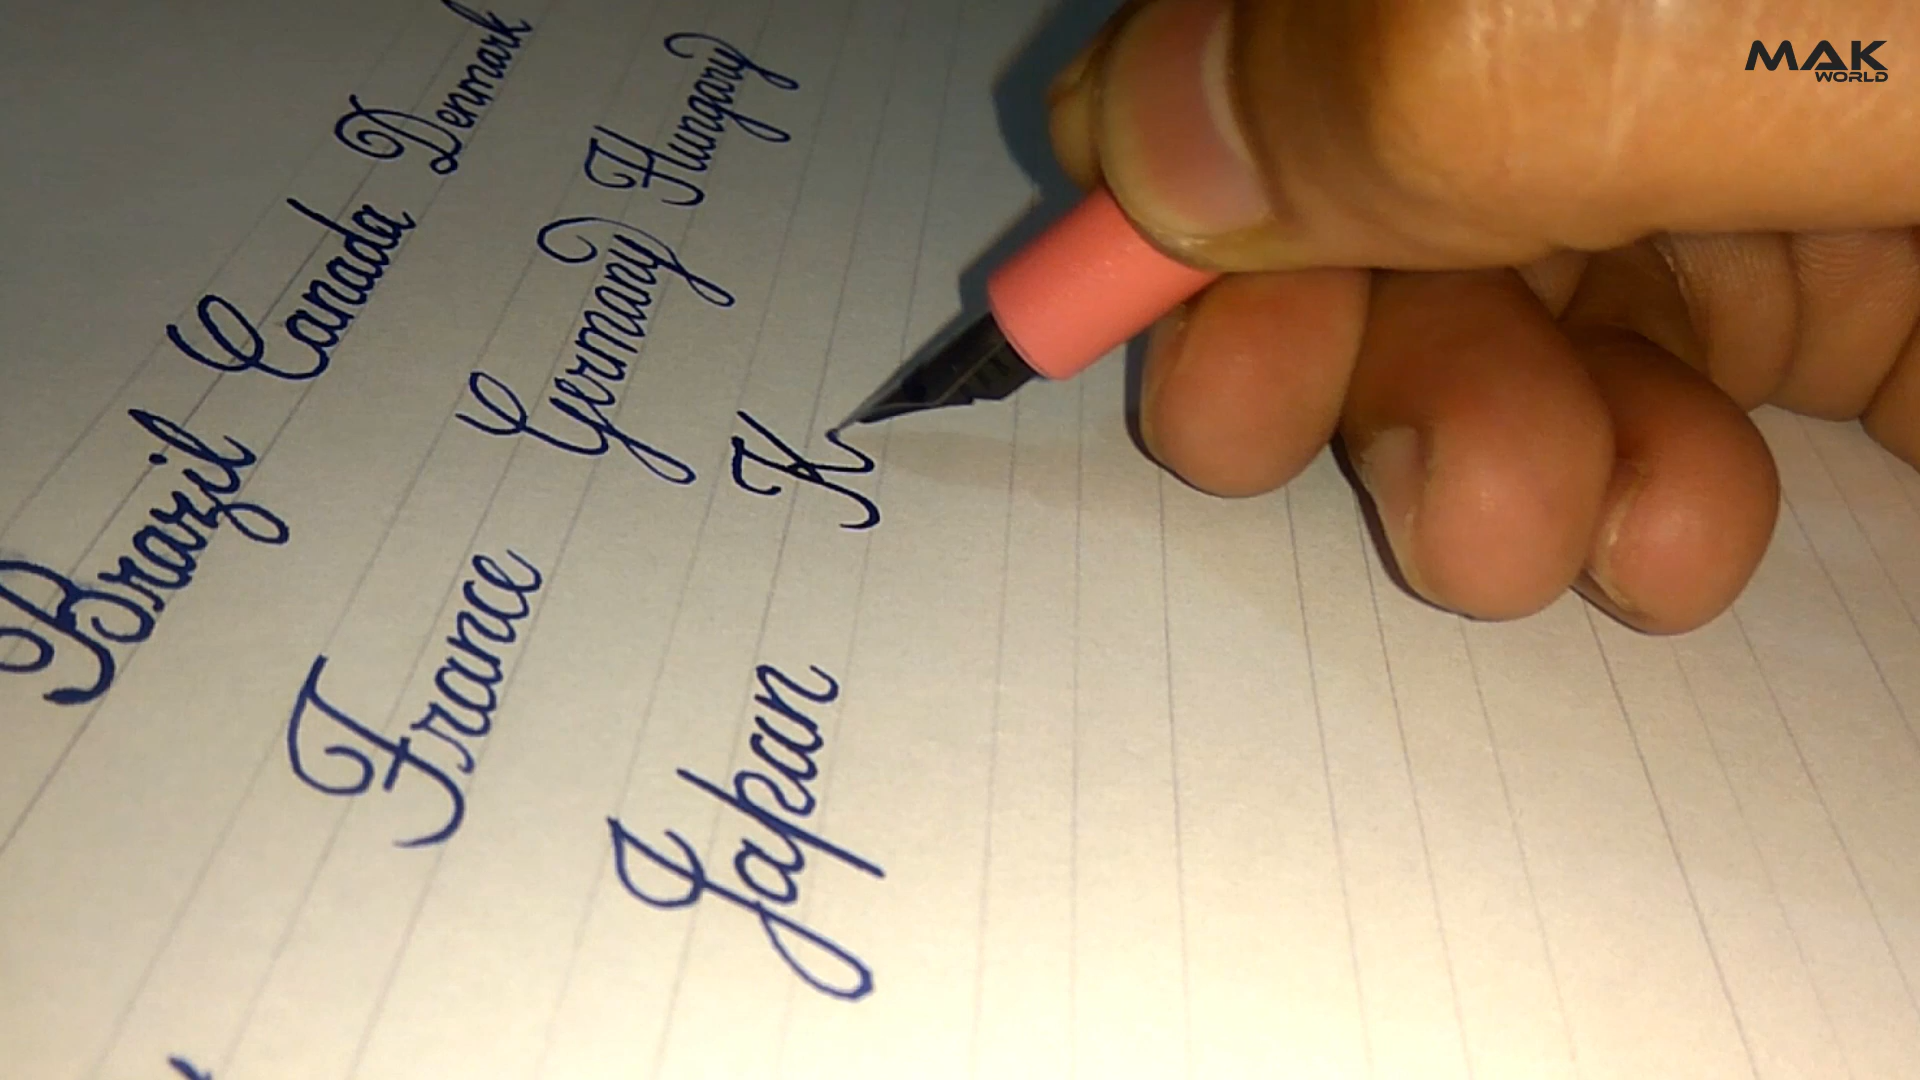 Brazil Canada Denmark
France Germany Hungary
Japan K
MAK
WORLD